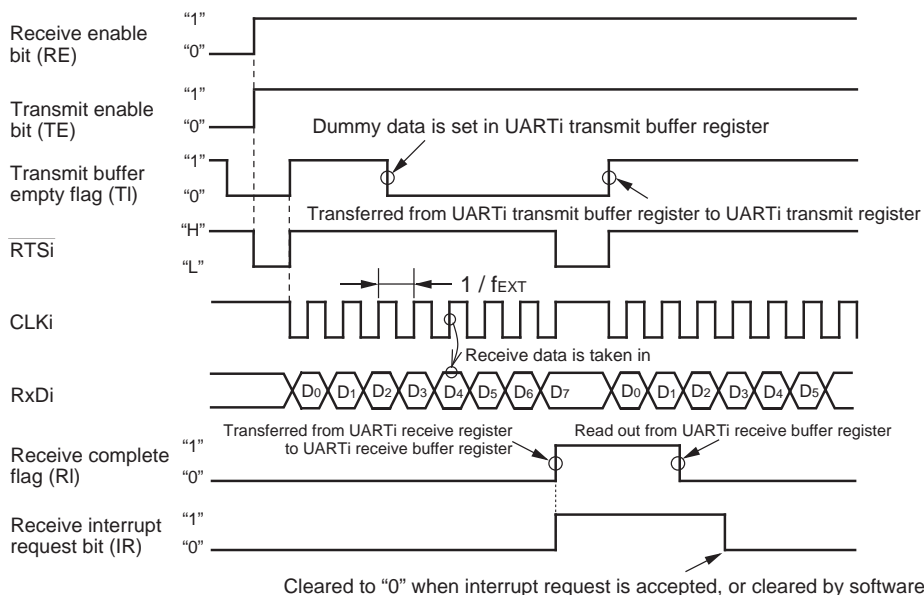 Receive enable
bit (RE)
“1”
“0”
Transmit enable
bit (TE)
“1”
“0”
Dummy data is set in UARTi transmit buffer register
Transmit buffer
empty flag (Tl)
“1”
“0”
Transferred from UARTi transmit buffer register to UARTi transmit register
RTSi
“H”
“L”
1 / fEXT
CLKi
Receive data is taken in
RxDi
D0 D1 D2 D3 D4 D5 D6 D7 D0 D1 D2 D3 D4 D5
Transferred from UARTi receive register
to UARTi receive buffer register
Read out from UARTi receive buffer register
Receive complete
flag (Rl)
“1”
“0”
Receive interrupt
request bit (IR)
“1”
“0”
Cleared to “0” when interrupt request is accepted, or cleared by software